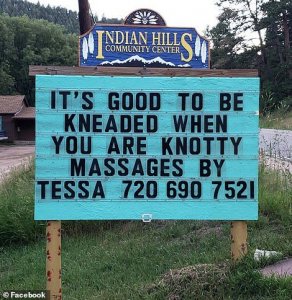 INDIAN HILLS
COMMUNITY CENTER
IT'S GOOD TO BE
KNEADED WHEN
YOU ARE KNOTTY
MASSAGES BY
TESSA 720 690 7521
© Facebook